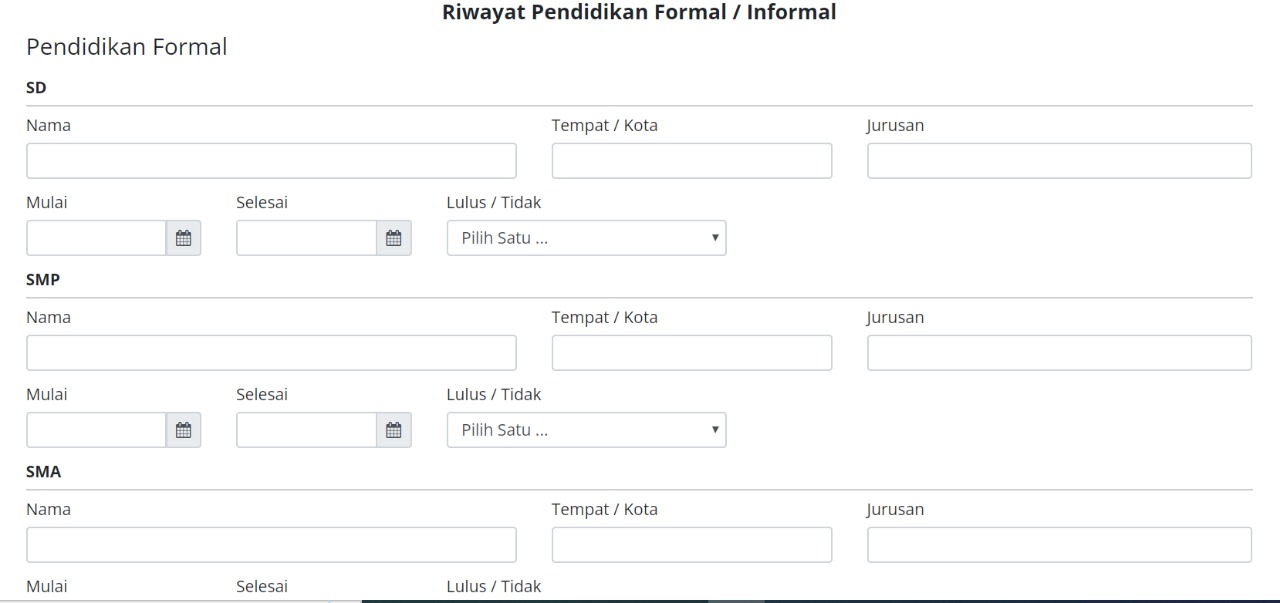 Riwayat Pendidikan Formal / Informal
Pendidikan Formal
SD
Nama Tempat / Kota Jurusan
Mulai Selesai Lulus / Tidak
Pilih Satu ...
SMP
Nama Tempat / Kota Jurusan
Mulai Selesai Lulus / Tidak
Pilih Satu ...
SMA
Nama Tempat / Kota Jurusan
Mulai Selesai Lulus / Tidak